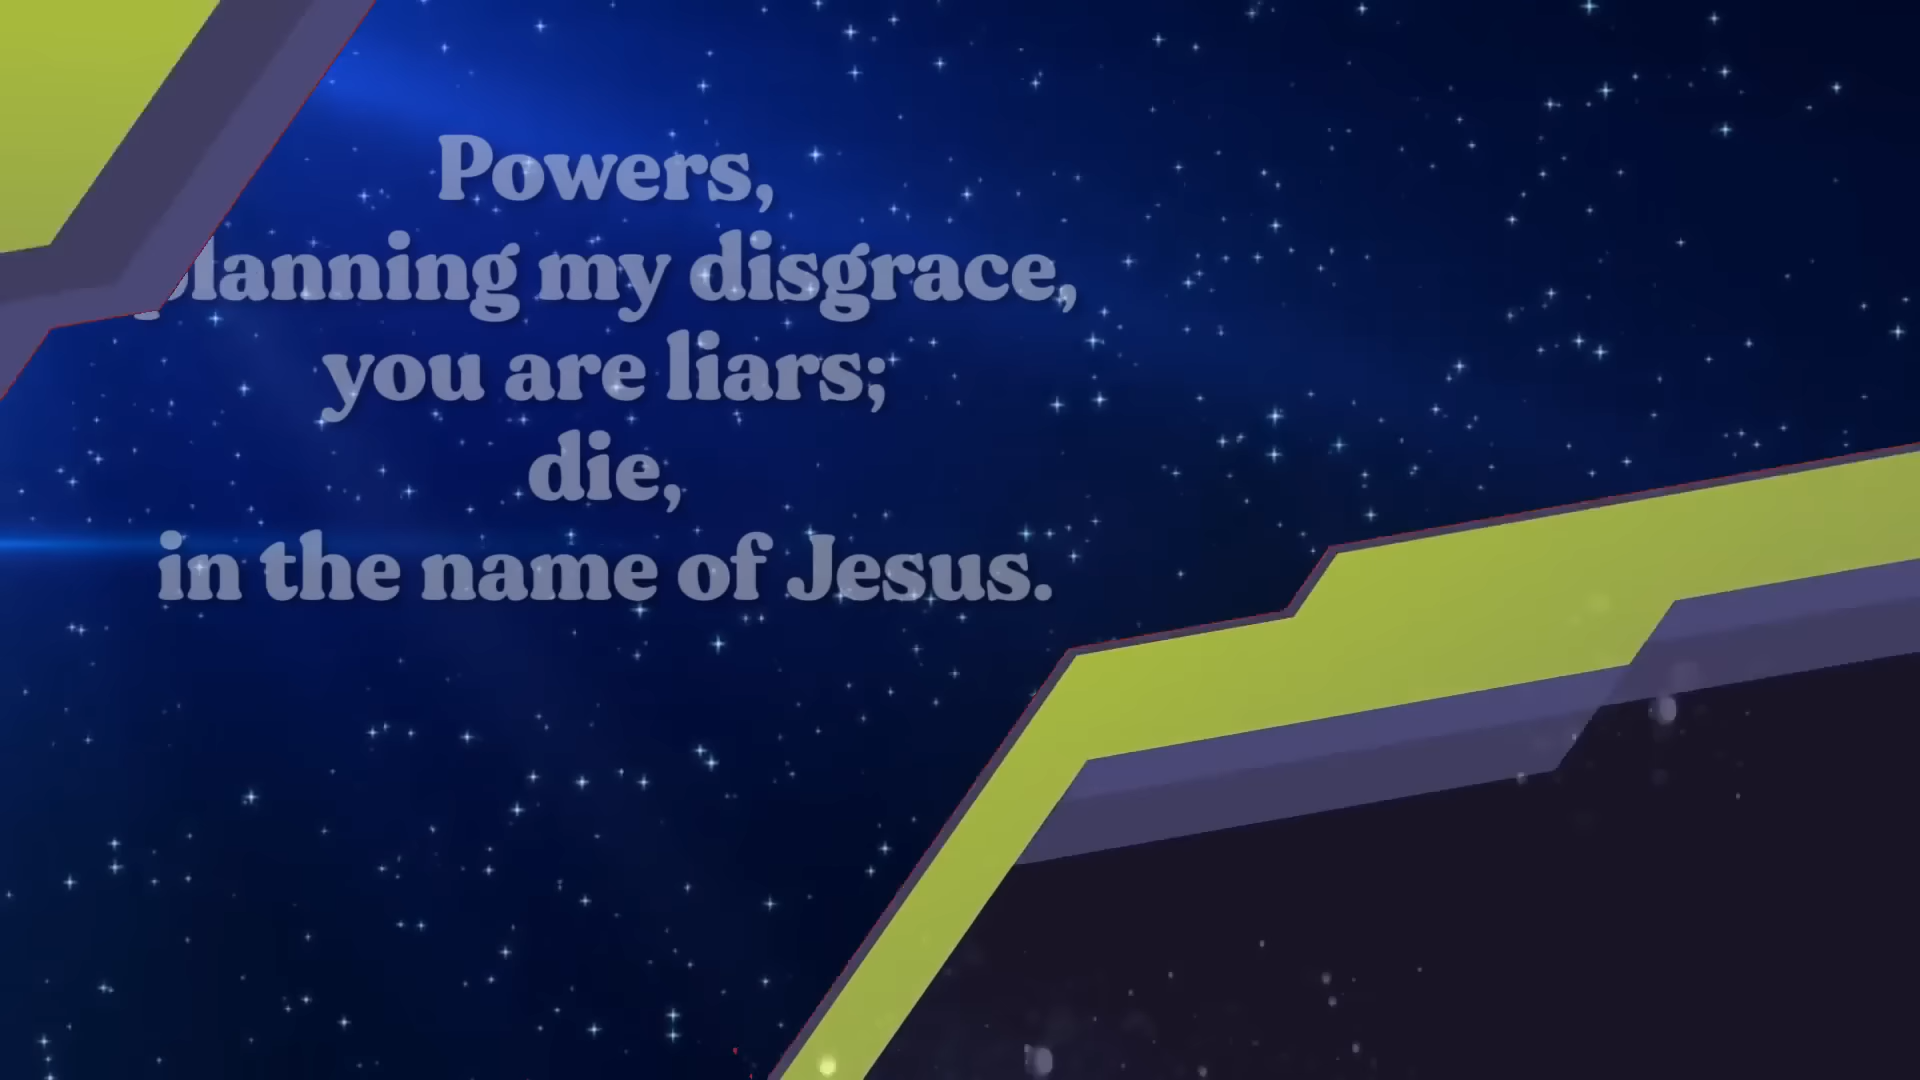 Powers,
planning my disgrace,
you are liars;
die,
in the name of Jesus.